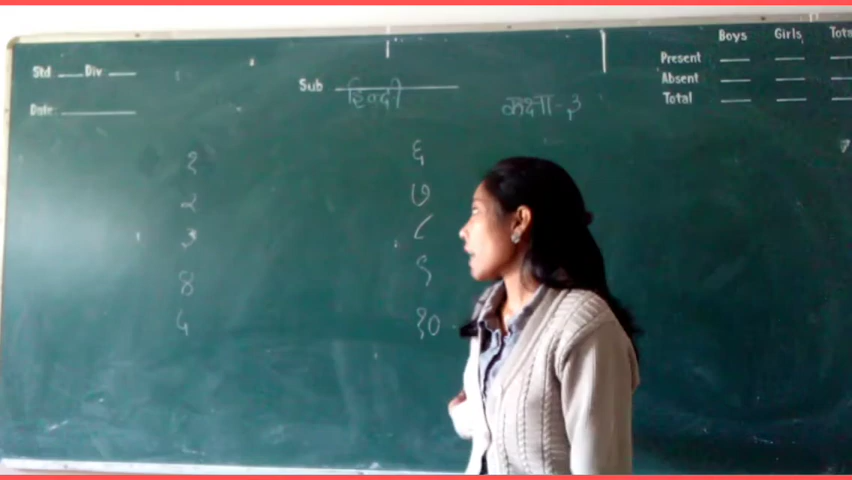 Boys Girls
Std Div
Present
Sub हिन्दी
Absent
Date
Total
कक्षा-३
१ ६
२ ७
३ ८
४ ९
५ १०